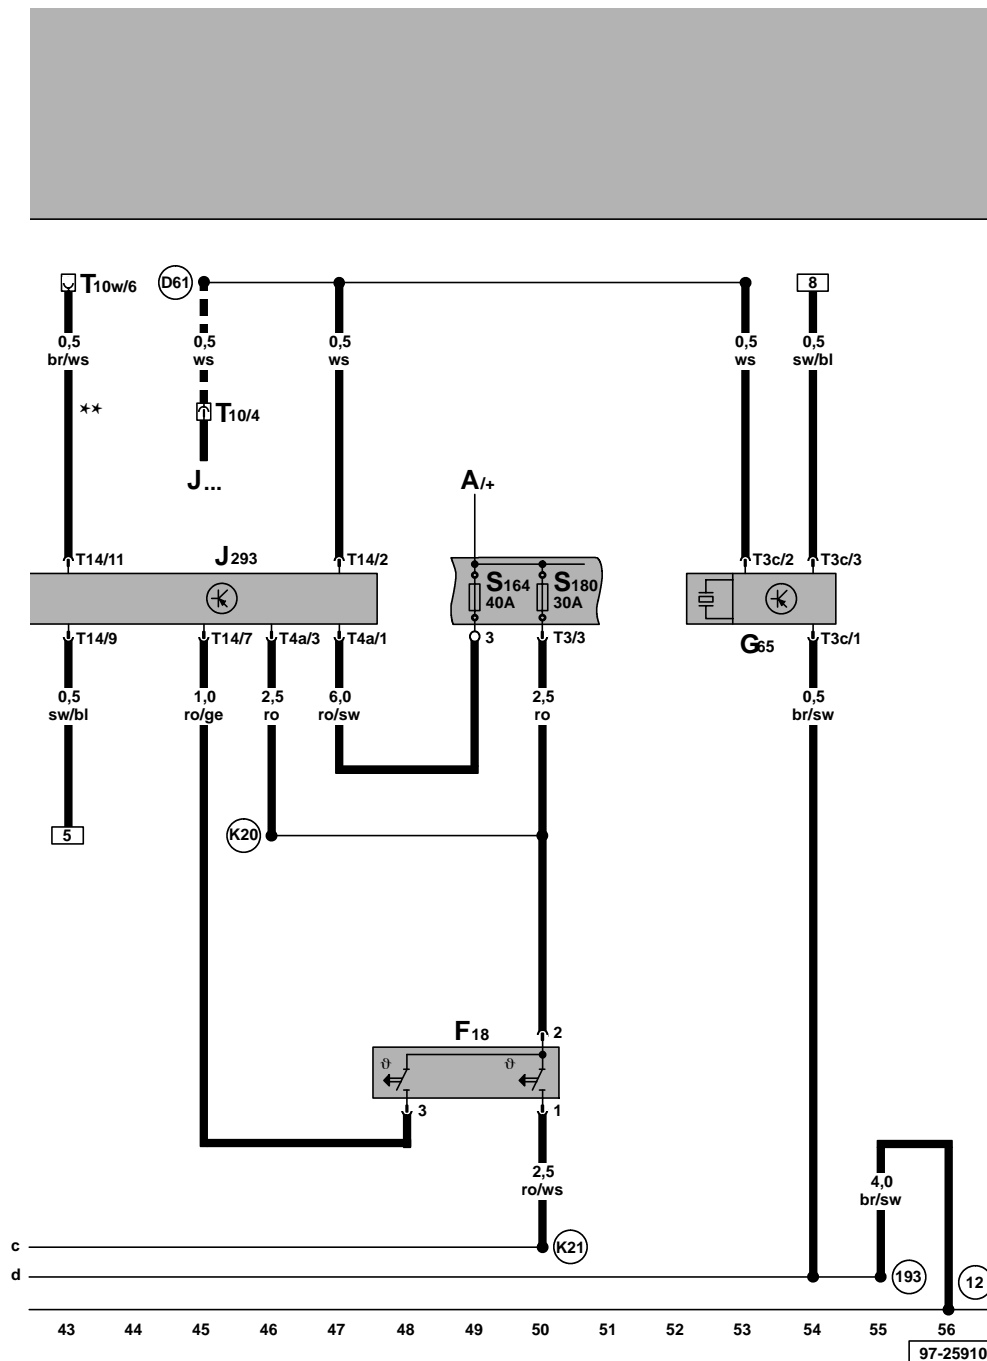 T10w/6 D61 8
0,5 0,5 0,5 0,5 0,5
br/ws ws ws ws sw/bl
** T10/4
J... A/+
T14/11 J293 T14/2 T3c/2 T3c/3
S164 S180
40A 30A
T14/9 T14/7 T4a/3 T4a/1 3 T3/3 G65 T3c/1
0,5 1,0 2,5 6,0 2,5 0,5
sw/bl ro/ge ro ro/sw ro br/sw
5 K20
F18 2
ϑ ϑ
3 1
2,5 4,0
ro/ws br/sw
c K21
d 193 12
43 44 45 46 47 48 49 50 51 52 53 54 55 56
97-25910